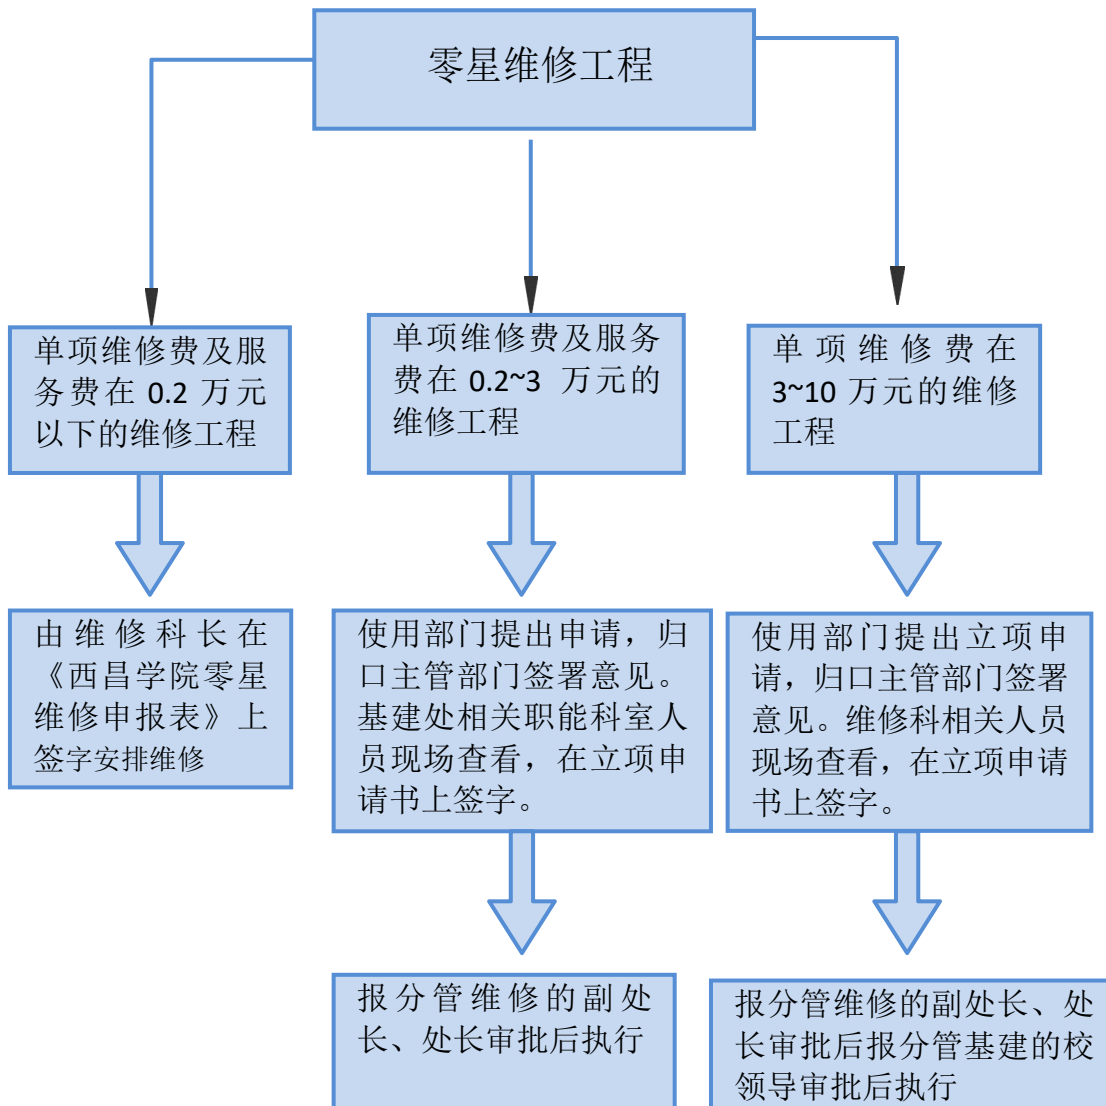 零星维修工程
单项维修费及服
务费在 0.2 万元
以下的维修工程
单项维修费及服务
费在 0.2~3 万元的
维修工程
单项维修费在
3~10 万元的维修
工程
由维修科长在
《西昌学院零星
维修申报表》上
签字安排维修
使用部门提出申请，归
口主管部门签署意见。
基建处相关职能科室人
员现场查看，在立项申
请书上签字。
使用部门提出立项申
请，归口主管部门签署
意见。维修科相关人员
现场查看，在立项申请
书上签字。
报分管维修的副处
长、处长审批后执行
报分管维修的副处长、处
长审批后报分管基建的校
领导审批后执行